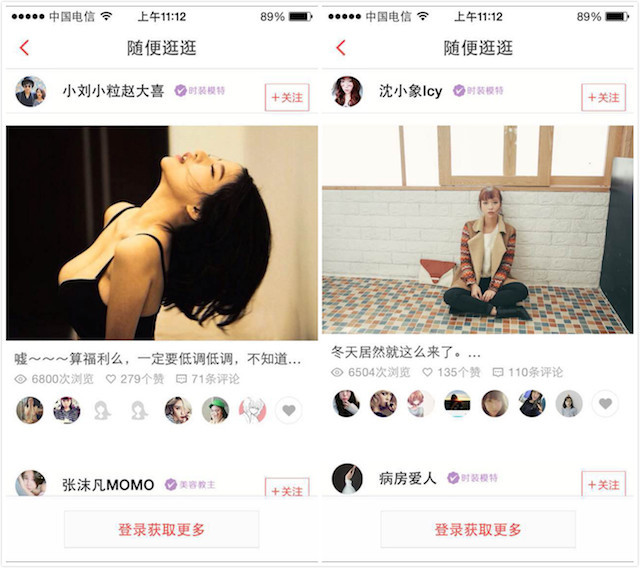 中国电信 上午11:12 89%
随便逛逛
小刘小粒赵大喜 时装模特 +关注
嘘～～～算福利么，一定要低调低调，不知道...
6800次浏览 279个赞 71条评论
张沫凡MOMO 美容教主 +关注
登录获取更多
中国电信 上午11:12 89%
随便逛逛
沈小象Icy 时装模特 +关注
冬天居然就这么来了。...
6504次浏览 135个赞 110条评论
病房爱人 时装模特 +关注
登录获取更多